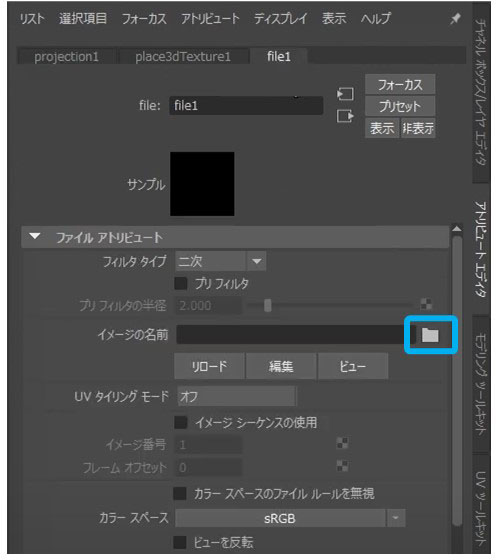 リスト 選択項目 フォーカス アトリビュート ディスプレイ 表示 ヘルプ
projection1 place3dTexture1 file1
file: file1
フォーカス
プリセット
表示 非表示
サンプル
ファイル アトリビュート
フィルタ タイプ 二次
プリ フィルタ
プリ フィルタの半径 2.000
イメージの名前
リロード 編集 ビュー
UV タイリング モード オフ
イメージ シーケンスの使用
イメージ番号 1
フレーム オフセット 0
カラー スペースのファイル ルールを無視
カラー スペース sRGB
ビューを反転
チャネル ボックス/レイヤ エディタ
アトリビュート エディタ
モデリング ツールキット
UV ツールキット